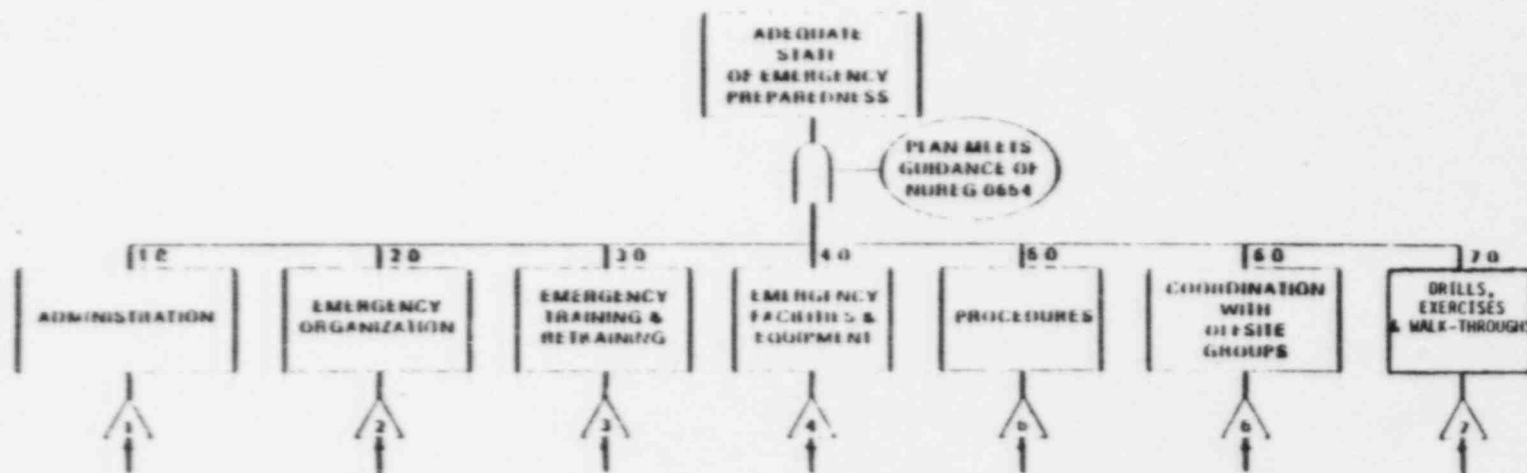 ADEQUATE
STATE
OF EMERGENCY
PREPAREDNESS
PLAN MEETS
GUIDANCE OF
NUREG 0654
1.0
2.0
3.0
4.0
5.0
6.0
7.0
ADMINISTRATION
EMERGENCY
ORGANIZATION
EMERGENCY
TRAINING &
RETRAINING
EMERGENCY
FACILITIES &
EQUIPMENT
PROCEDURES
COORDINATION
WITH
OFFSITE
GROUPS
DRILLS,
EXERCISES
& WALK-THROUGHS
1
2
3
4
5
6
7